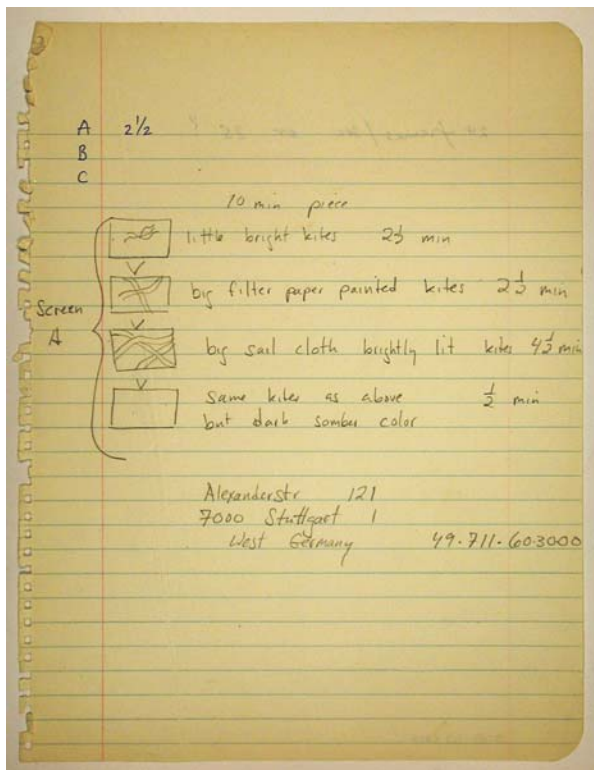 A 2½
B
C
10 min piece
little bright kites 2½ min
big filter paper painted kites 2½ min
Screen
A
big sail cloth brightly lit kites 4½ min
Same kites as above ½ min
but dark somber color
Alexanderstr 121
7000 Stuttgart 1
West Germany 49-711-60-3000